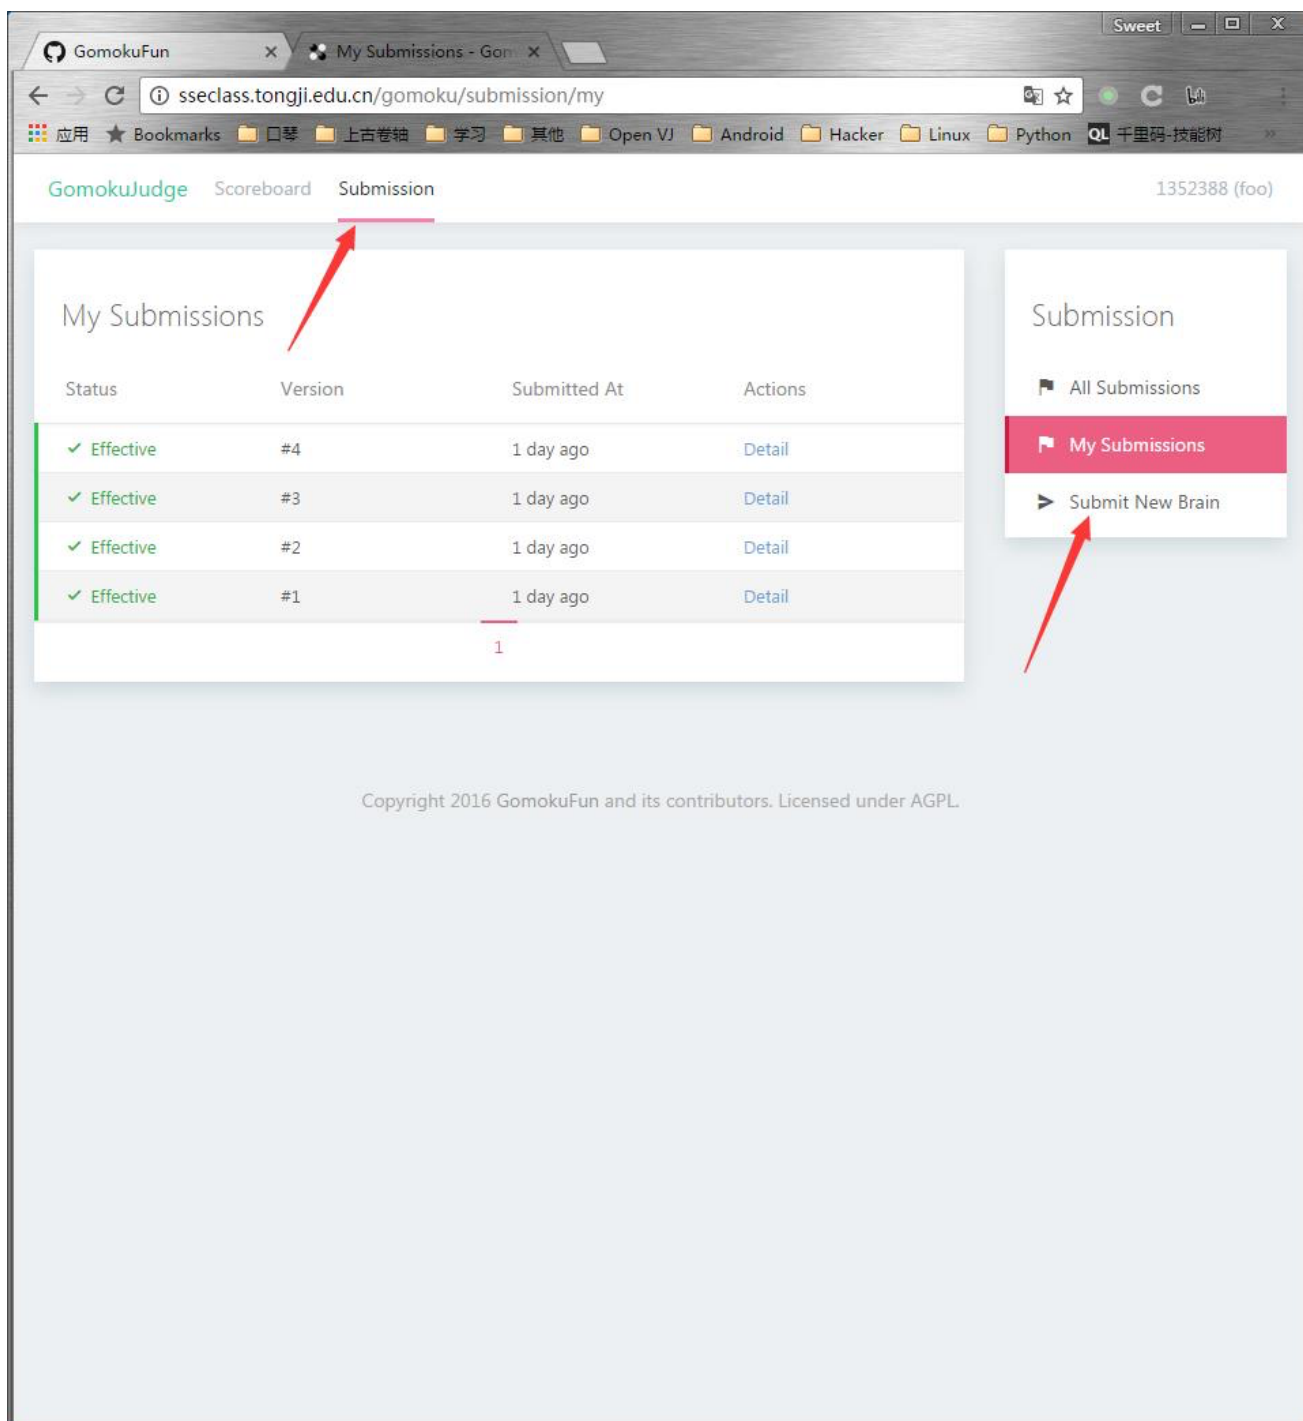 Sweet
GomokuFun
My Submissions - Gom
sseclass.tongji.edu.cn/gomoku/submission/my
应用 Bookmarks 口琴 上古卷轴 学习 其他 Open VJ Android Hacker Linux Python QL 千里码-技能树 »
GomokuJudge Scoreboard Submission 1352388 (foo)
My Submissions
Status Version Submitted At Actions
Effective #4 1 day ago Detail
Effective #3 1 day ago Detail
Effective #2 1 day ago Detail
Effective #1 1 day ago Detail
1
Submission
All Submissions
My Submissions
Submit New Brain
Copyright 2016 GomokuFun and its contributors. Licensed under AGPL.